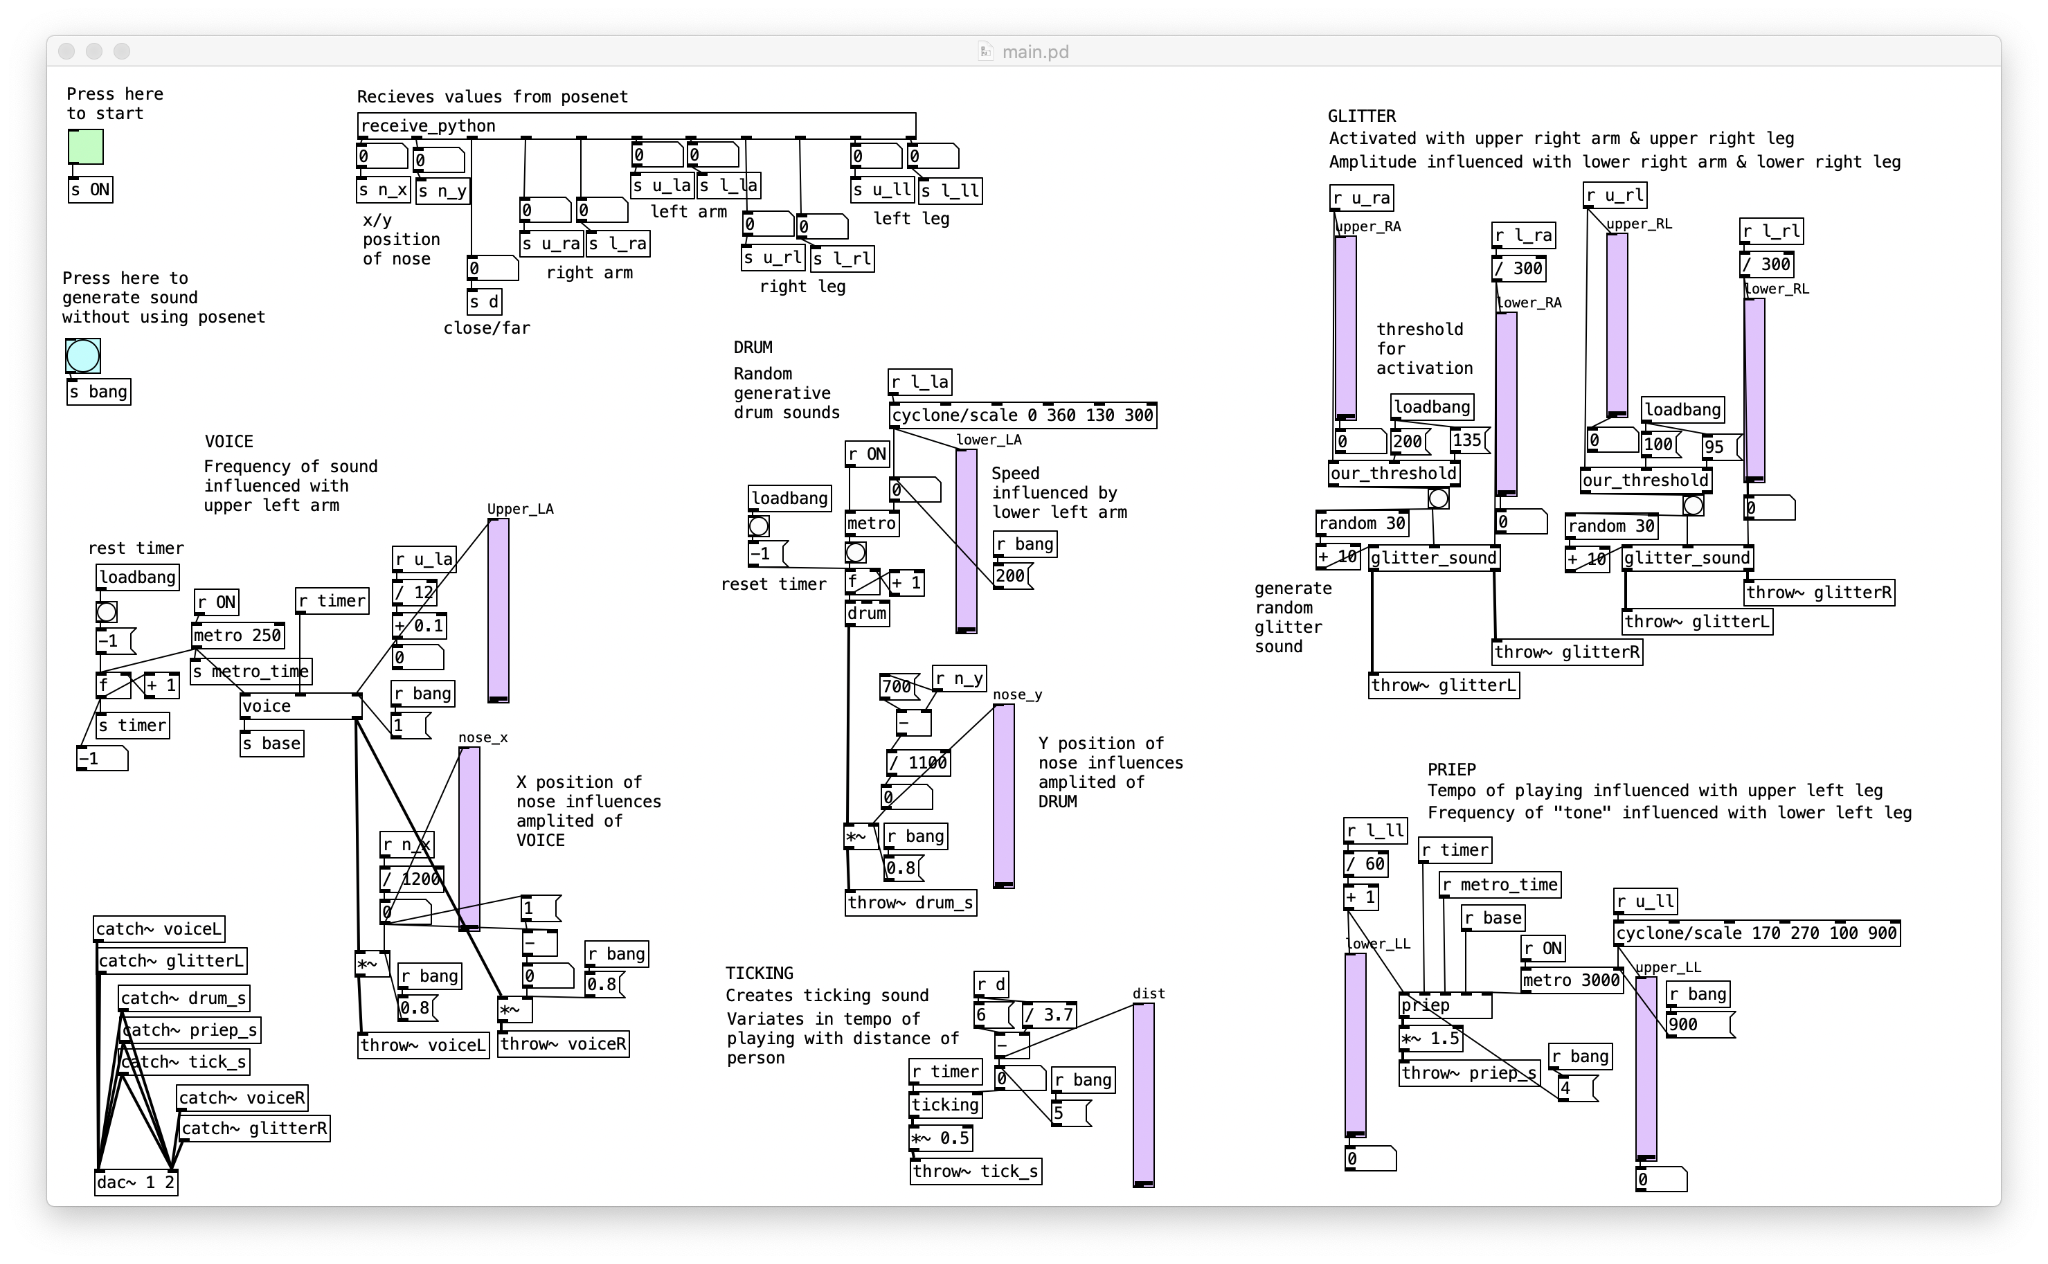 main.pd
Press here
to start
s ON
Press here to
generate sound
without using posenet
s bang
Recieves values from posenet
receive_python
0
0
0
0
0
0
s n_x
s n_y
s u_la
s l_la
s u_ll
s l_ll
x/y
position
of nose
0
0
s u_ra
s l_ra
right arm
left arm
0
0
s u_rl
s l_rl
right leg
left leg
0
s d
close/far
VOICE
Frequency of sound
influenced with
upper left arm
Upper_LA
rest timer
loadbang
-1
f
+ 1
s timer
-1
r ON
metro 250
s metro_time
r timer
voice
s base
r u_la
/ 12
+ 0.1
0
r bang
1
nose_x
X position of
nose influences
amplited of
VOICE
r n_x
/ 1200
0
1
-
0
r bang
0.8
*~
r bang
0.8
*~
throw~ voiceL
throw~ voiceR
catch~ voiceL
catch~ glitterL
catch~ drum_s
catch~ priep_s
catch~ tick_s
catch~ voiceR
catch~ glitterR
dac~ 1 2
DRUM
Random
generative
drum sounds
r l_la
cyclone/scale 0 360 130 300
lower_LA
r ON
0
Speed
influenced by
lower left arm
loadbang
-1
reset timer
metro
f
+ 1
drum
r bang
200
700
r n_y
-
/ 1100
0
nose_y
Y position of
nose influences
amplited of
DRUM
*~
r bang
0.8
throw~ drum_s
TICKING
Creates ticking sound
Variates in tempo of
playing with distance of
person
r d
6
/ 3.7
-
0
dist
r timer
ticking
*~ 0.5
throw~ tick_s
r bang
5
GLITTER
Activated with upper right arm & upper right leg
Amplitude influenced with lower right arm & lower right leg
r u_ra
upper_RA
r l_ra
/ 300
lower_RA
threshold
for
activation
loadbang
0
200
135
our_threshold
0
random 30
+ 10
glitter_sound
generate
random
glitter
sound
throw~ glitterR
throw~ glitterL
r u_rl
upper_RL
r l_rl
/ 300
lower_RL
loadbang
0
100
95
our_threshold
0
random 30
+ 10
glitter_sound
throw~ glitterR
throw~ glitterL
PRIEP
Tempo of playing influenced with upper left leg
Frequency of "tone" influenced with lower left leg
r l_ll
/ 60
+ 1
lower_LL
0
r timer
r metro_time
r base
r ON
metro 3000
r u_ll
cyclone/scale 170 270 100 900
upper_LL
r bang
900
priep
*~ 1.5
throw~ priep_s
r bang
4
0